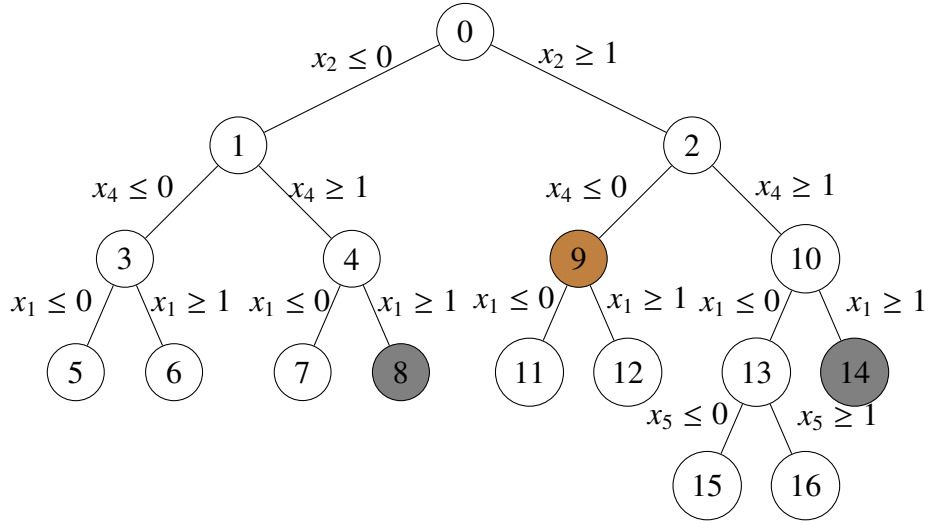 0
x₂ ≤ 0 x₂ ≥ 1
1 2
x₄ ≤ 0 x₄ ≥ 1 x₄ ≤ 0 x₄ ≥ 1
3 4 9 10
x₁ ≤ 0 x₁ ≥ 1 x₁ ≤ 0 x₁ ≥ 1 x₁ ≤ 0 x₁ ≥ 1 x₁ ≤ 0 x₁ ≥ 1
5 6 7 8 11 12 13 14
x₅ ≤ 0 x₅ ≥ 1
15 16